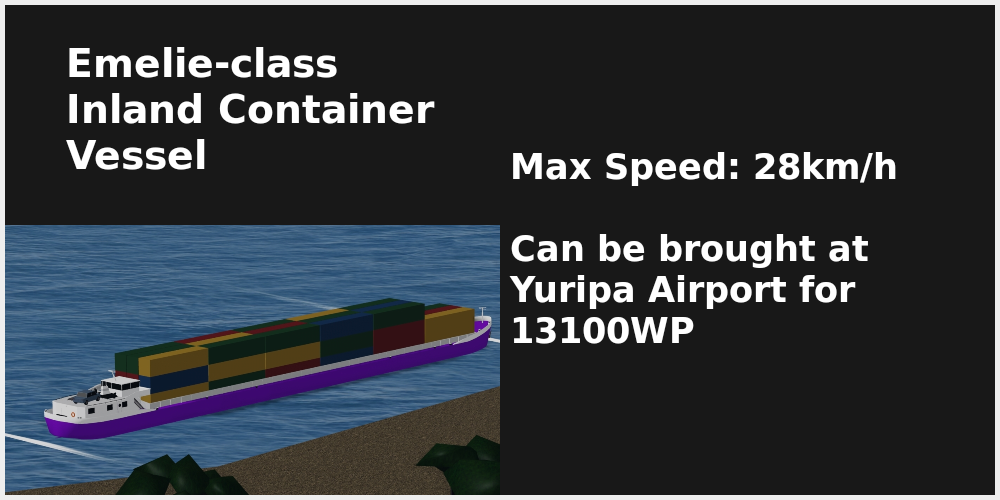 Emelie-class
Inland Container
Vessel
Max Speed: 28km/h
Can be brought at
Yuripa Airport for
13100WP